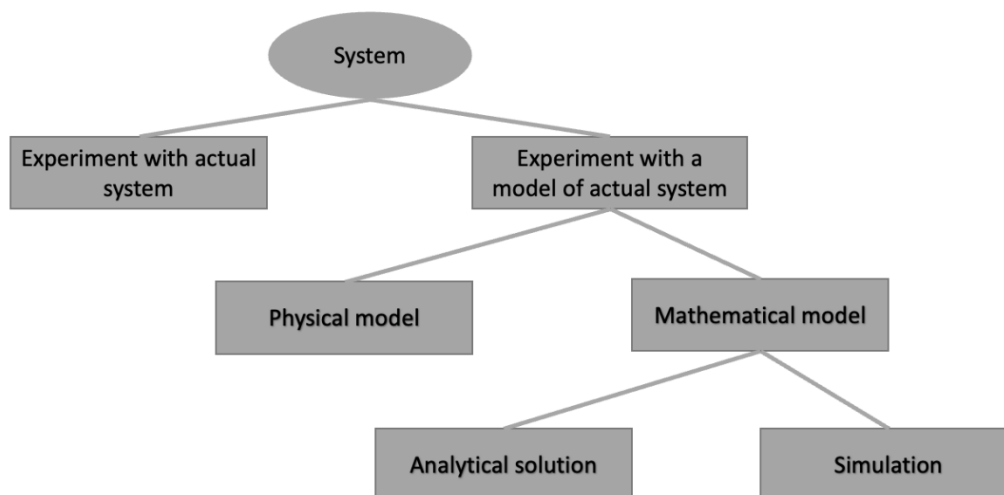 System
Experiment with actual
system
Experiment with a
model of actual system
Physical model
Mathematical model
Analytical solution
Simulation